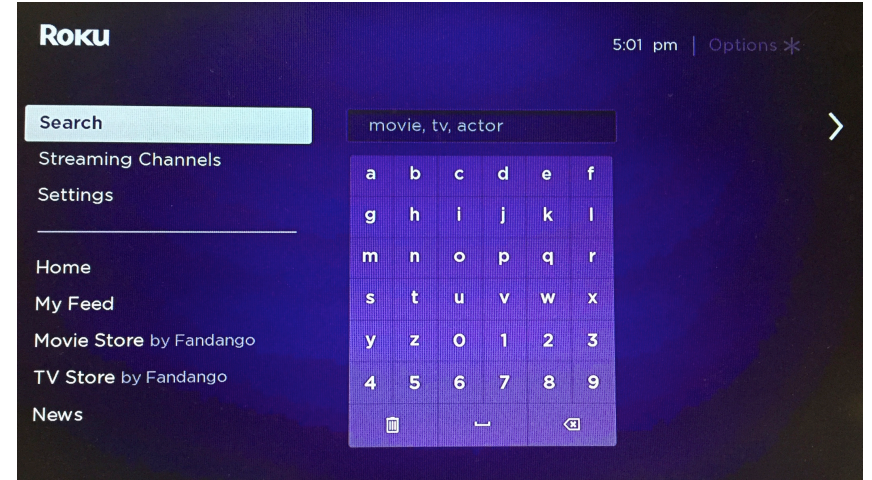 Roku
5:01 pm | Options
Search
Streaming Channels
Settings
Home
My Feed
Movie Store by Fandango
TV Store by Fandango
News
movie, tv, actor
a b c d e f
g h i j k l
m n o p q r
s t u v w x
y z 0 1 2 3
4 5 6 7 8 9